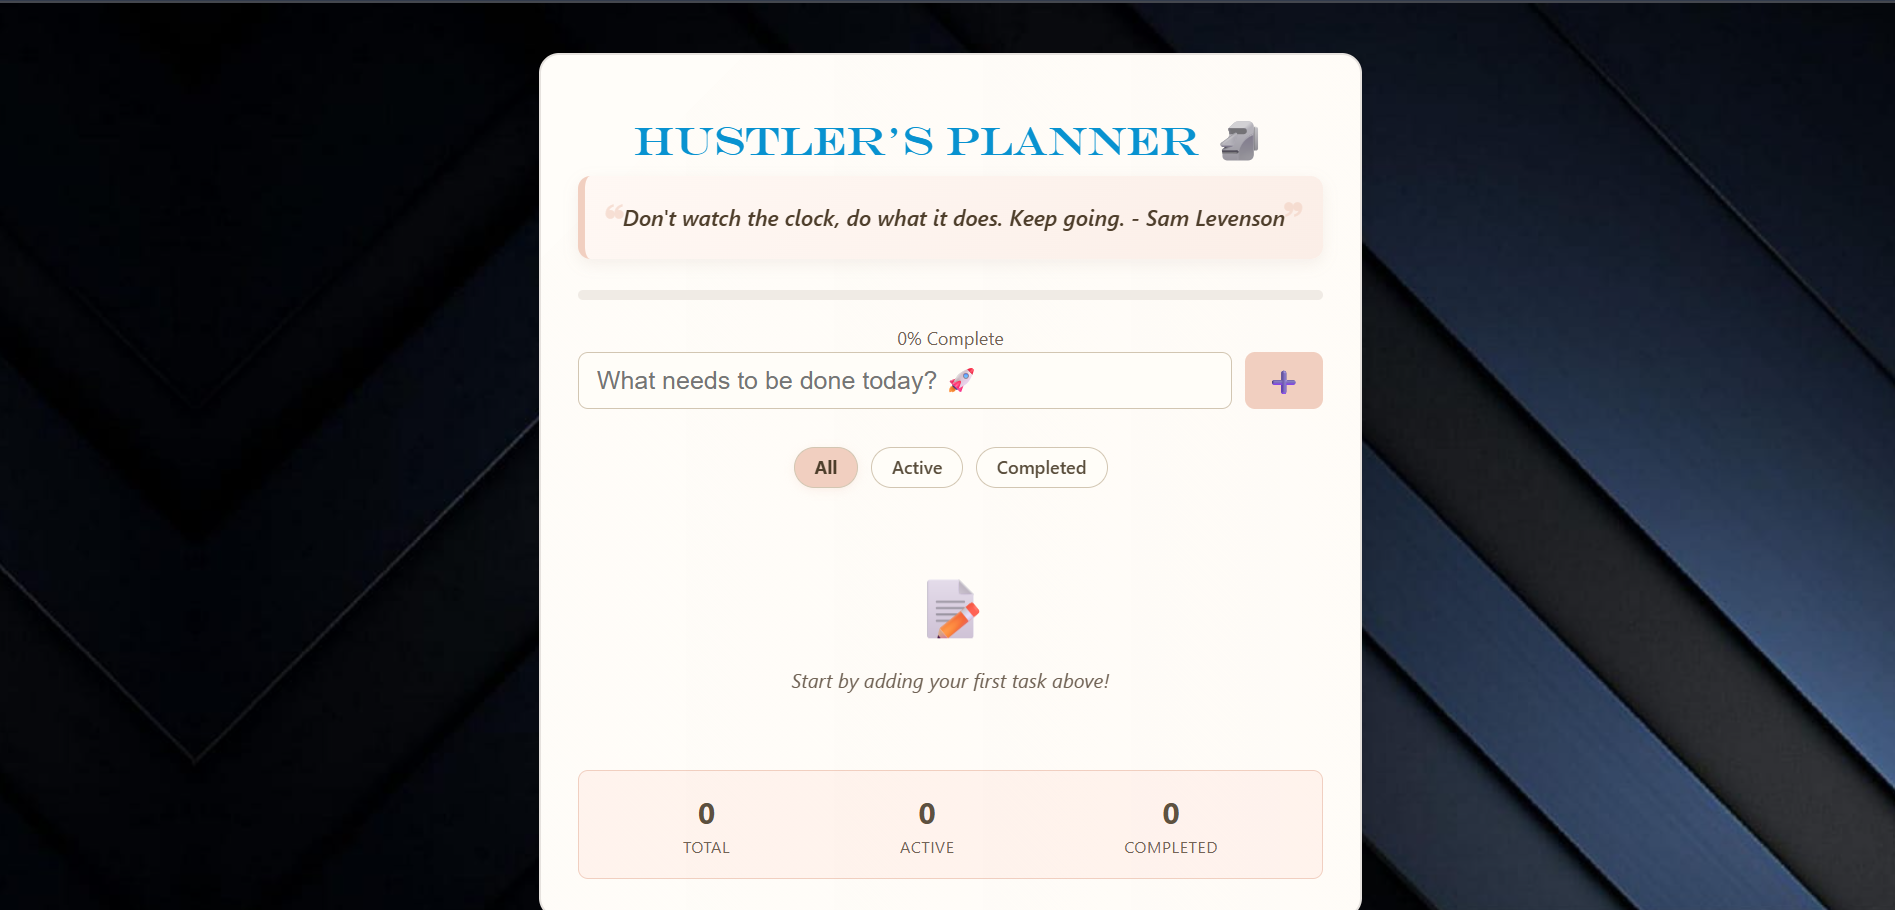 HUSTLER'S PLANNER 🗿
❝Don't watch the clock, do what it does. Keep going. - Sam Levenson❞
0% Complete
What needs to be done today? 🚀
All Active Completed
Start by adding your first task above!
0 0 0
TOTAL ACTIVE COMPLETED